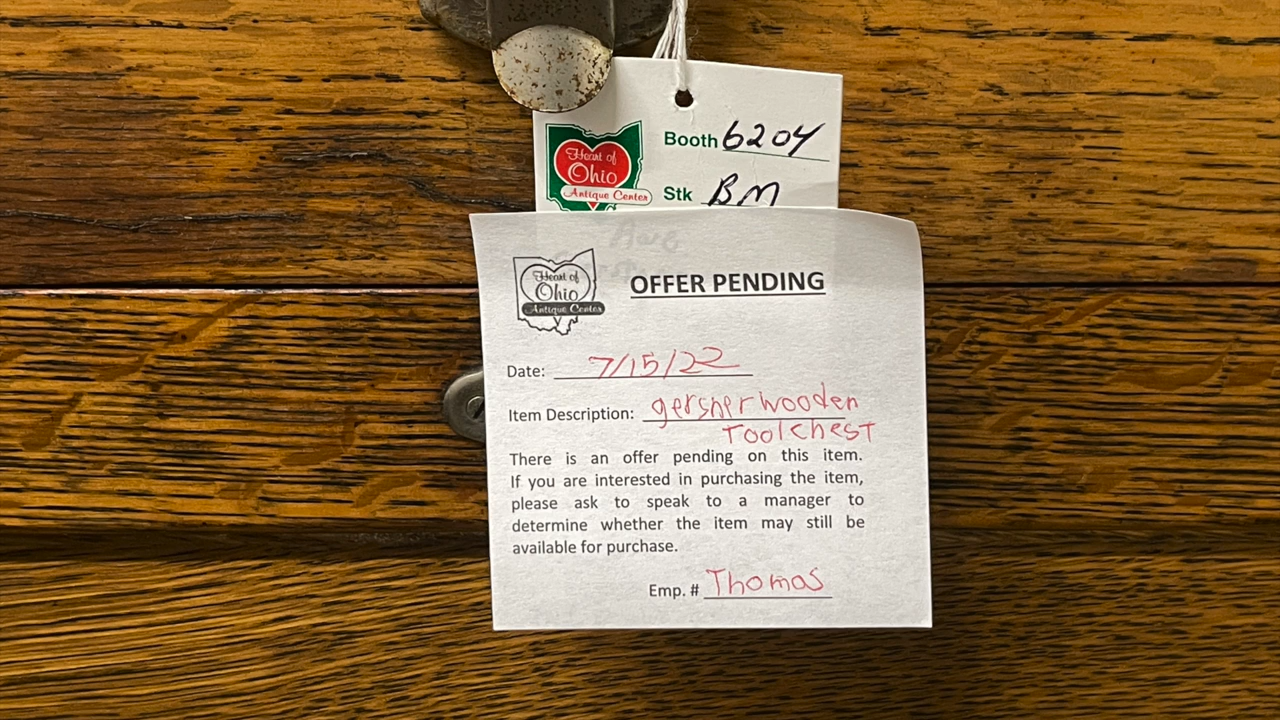 Heart of
Ohio
Antique Center
Booth 6204
Stk BM
Heart of
Ohio
Antique Center
OFFER PENDING
Date: 7/15/22
Item Description: gersner wooden
Toolchest
There is an offer pending on this item.
If you are interested in purchasing the item,
please ask to speak to a manager to
determine whether the item may still be
available for purchase.
Emp. # Thomas